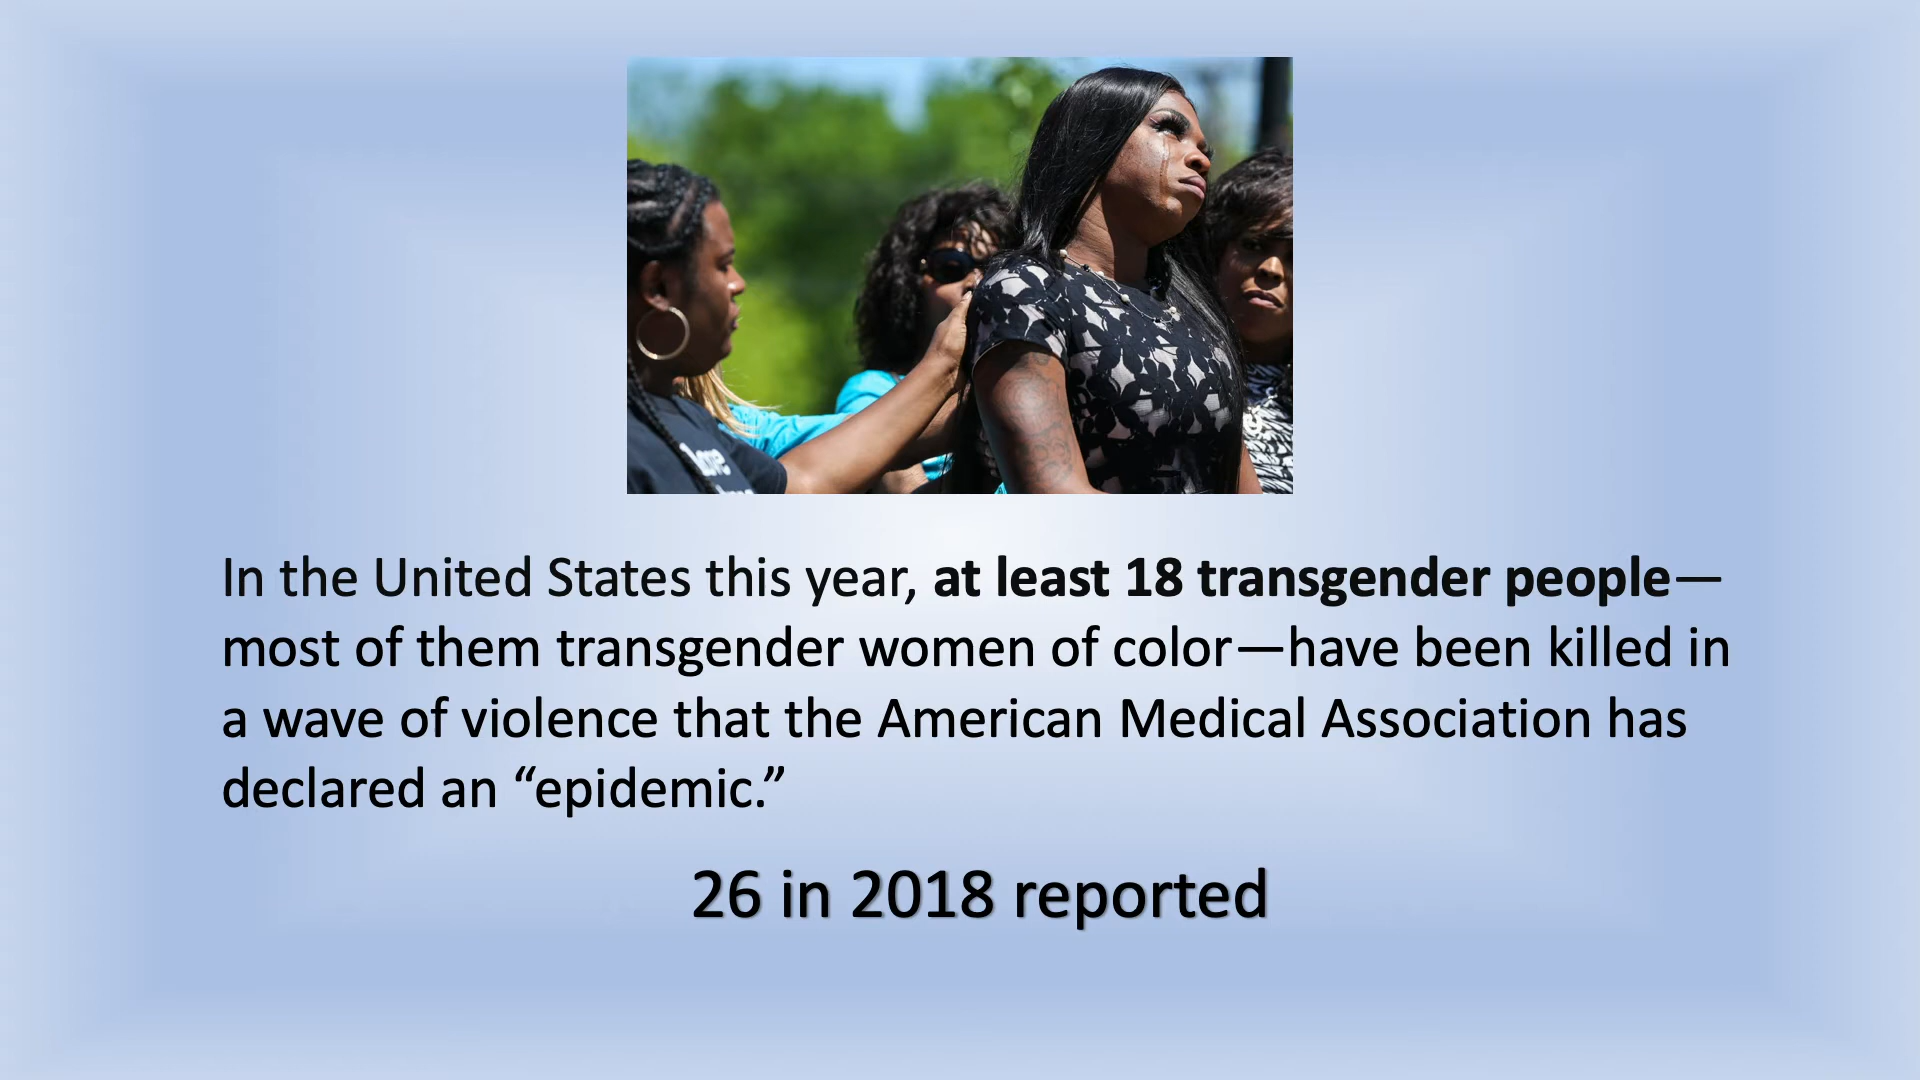 love
In the United States this year, at least 18 transgender people—
most of them transgender women of color—have been killed in
a wave of violence that the American Medical Association has
declared an “epidemic.”
26 in 2018 reported